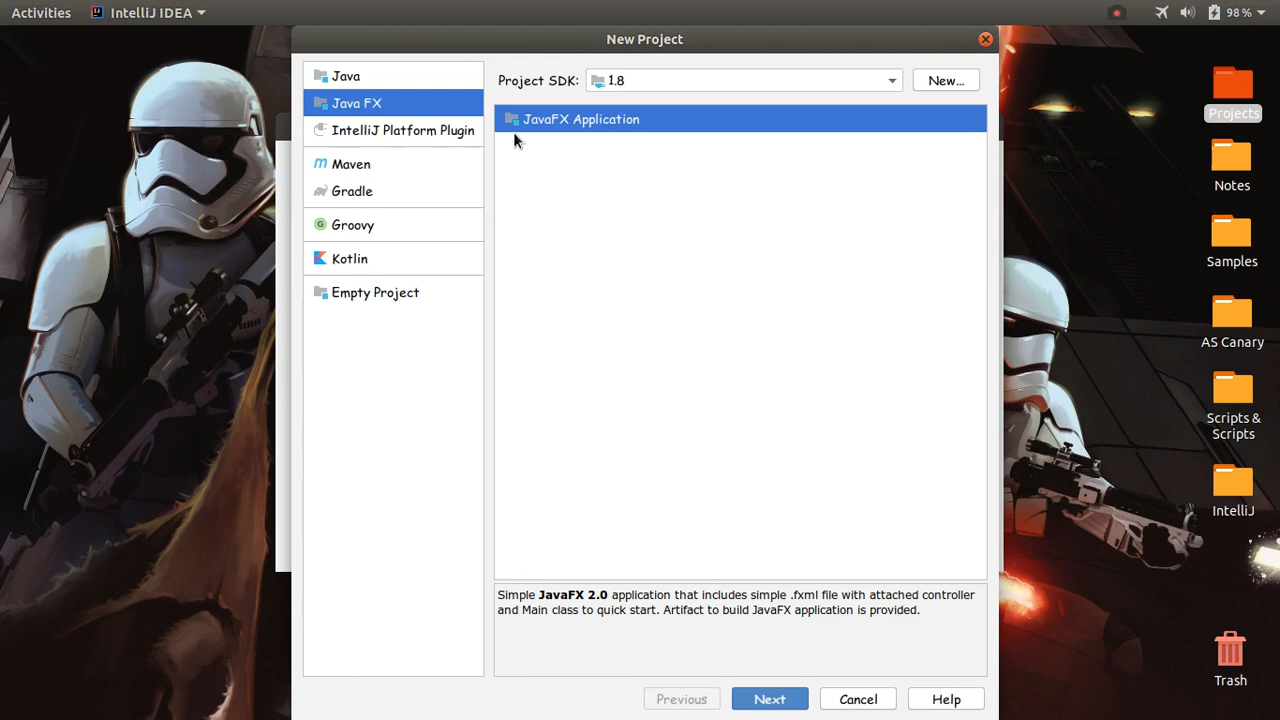 Activities
IntelliJ IDEA
98 %
New Project
Java
Java FX
IntelliJ Platform Plugin
Maven
Gradle
Groovy
Kotlin
Empty Project
Project SDK:
1.8
New...
JavaFX Application
Simple JavaFX 2.0 application that includes simple .fxml file with attached controller
and Main class to quick start. Artifact to build JavaFX application is provided.
Previous
Next
Cancel
Help
Projects
Notes
Samples
AS Canary
Scripts &
Scripts
IntelliJ
Trash